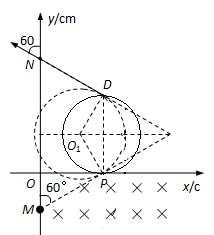 y/cm
60
N
D
O₁
O
60°
P
x/c
M
× × × ×
× × × ×